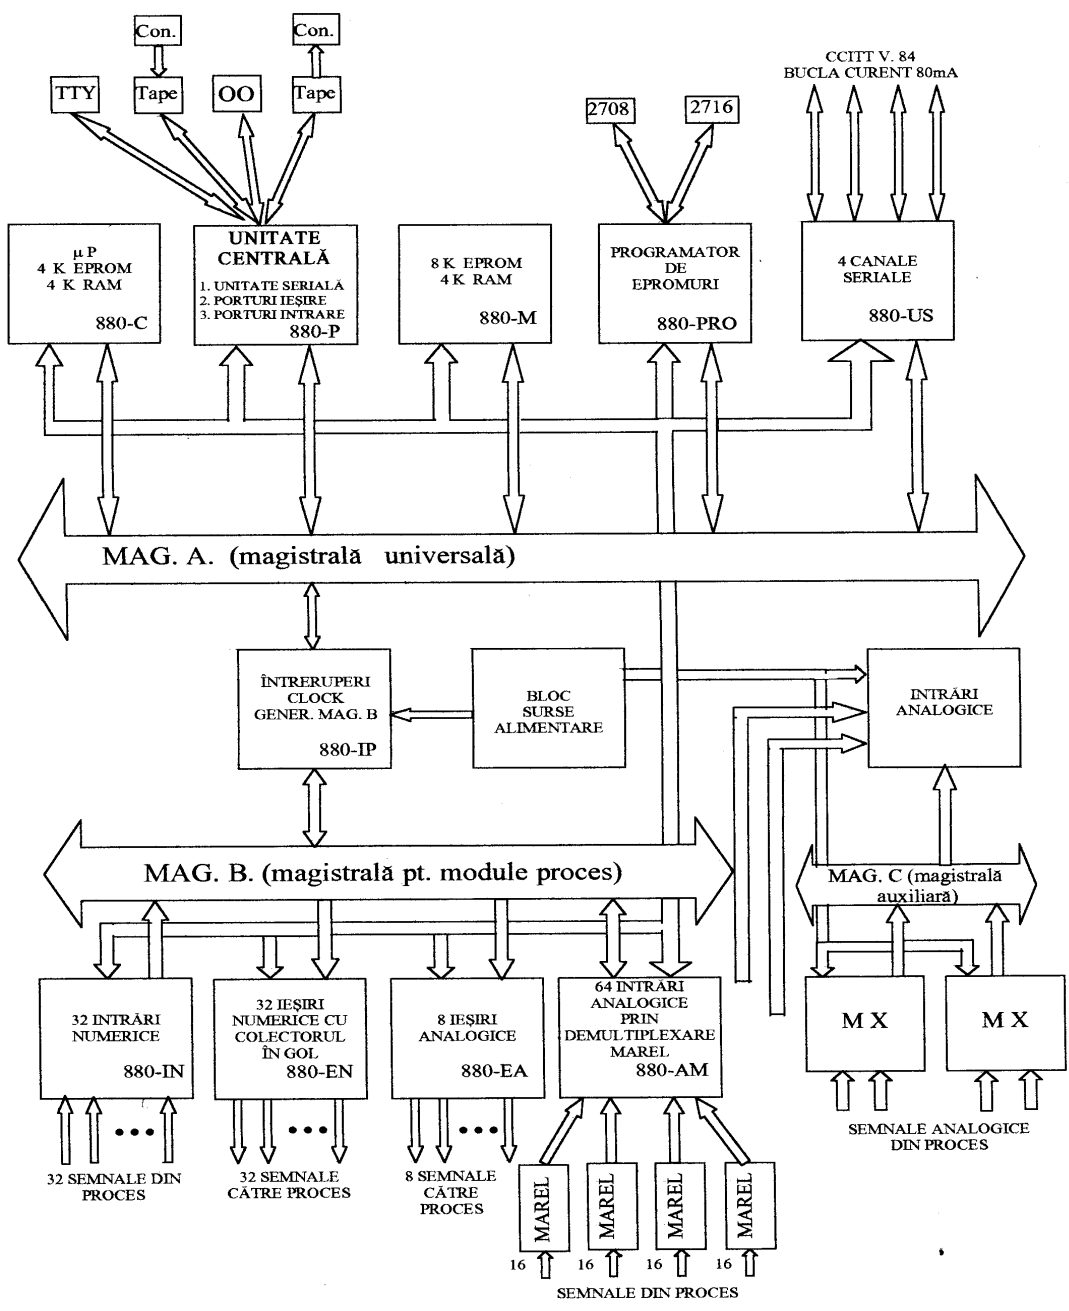 Con.
Con.
TTY
Tape
OO
Tape
2708
2716
CCITT V. 84
BUCLA CURENT 80mA
µ P
4 K EPROM
4 K RAM
880-C
UNITATE
CENTRALĂ
1. UNITATE SERIALĂ
2. PORTURI IEŞIRE
3. PORTURI INTRARE
880-P
8 K EPROM
4 K RAM
880-M
PROGRAMATOR
DE
EPROMURI
880-PRO
4 CANALE
SERIALE
880-US
MAG. A. (magistrală universală)
ÎNTRERUPERI
CLOCK
GENER. MAG. B
880-IP
BLOC
SURSE
ALIMENTARE
INTRĂRI
ANALOGICE
MAG. B. (magistrală pt. module proces)
MAG. C (magistrală
auxiliară)
32 INTRĂRI
NUMERICE
880-IN
32 IEŞIRI
NUMERICE CU
COLECTORUL
ÎN GOL
880-EN
8 IEŞIRI
ANALOGICE
880-EA
64 INTRĂRI
ANALOGICE
PRIN
DEMULTIPLEXARE
MAREL
880-AM
M X
M X
SEMNALE ANALOGICE
DIN PROCES
32 SEMNALE DIN
PROCES
32 SEMNALE
CĂTRE PROCES
8 SEMNALE
CĂTRE
PROCES
MAREL
MAREL
MAREL
MAREL
16
16
16
16
SEMNALE DIN PROCES